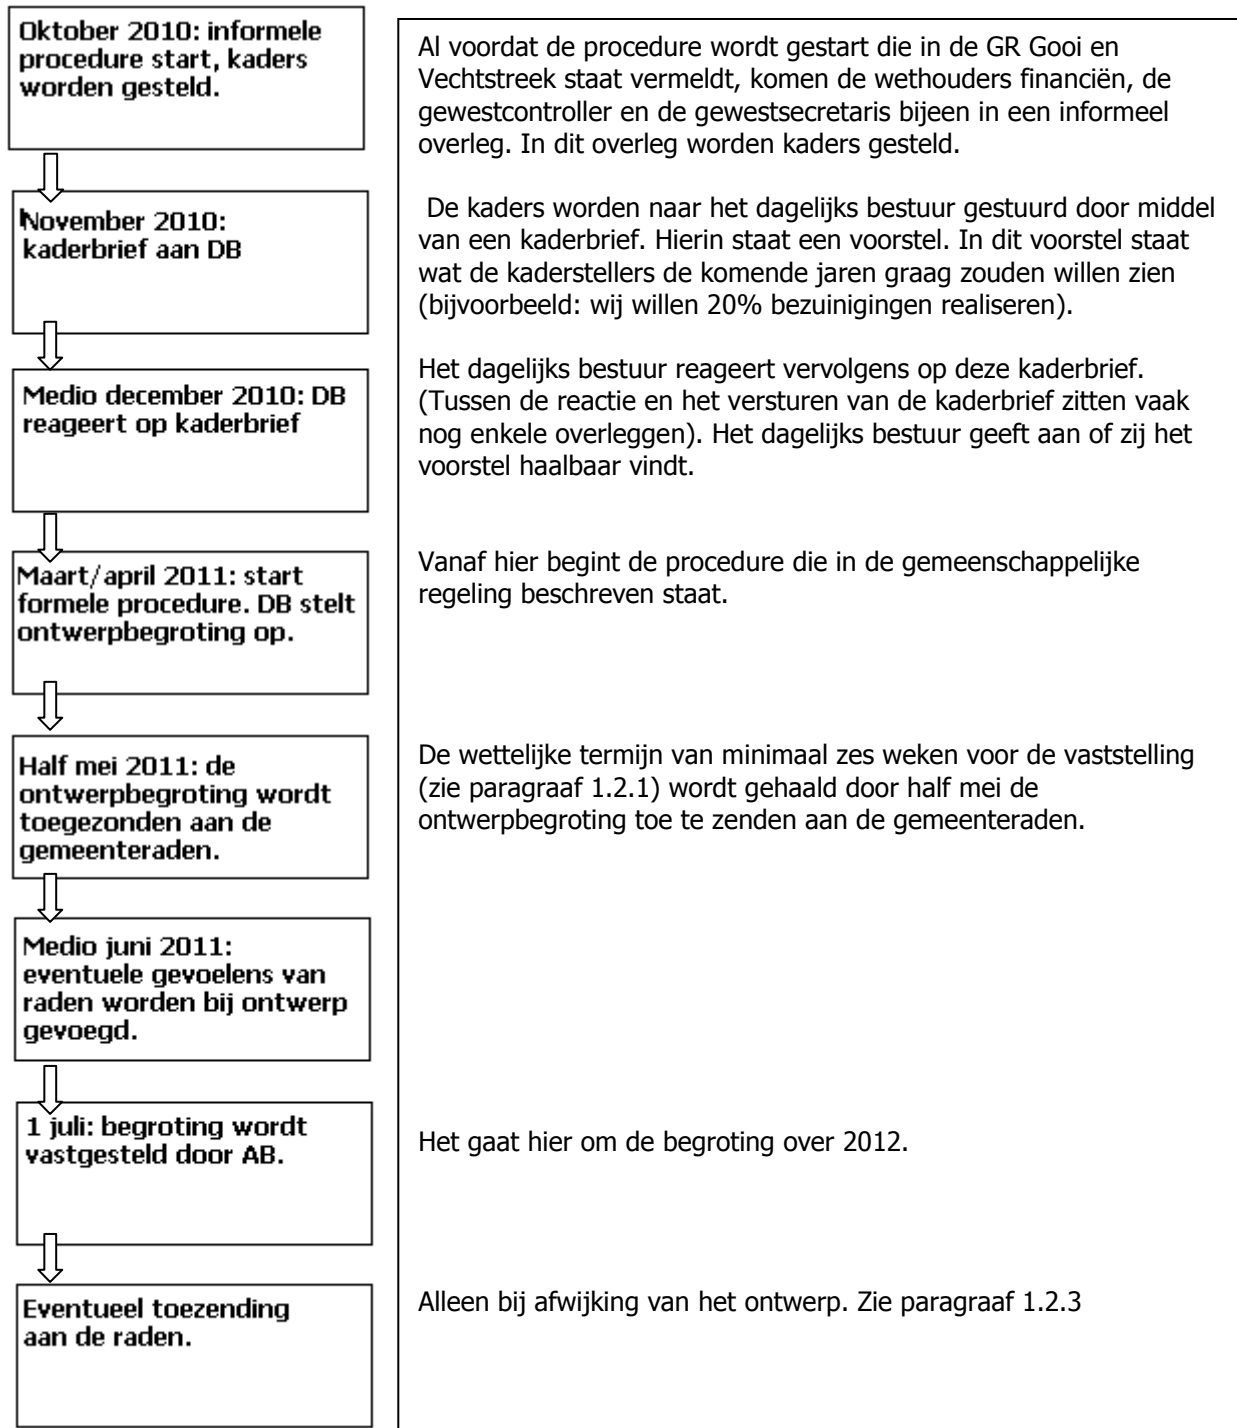 Oktober 2010: informele
procedure start, kaders
worden gesteld.
Al voordat de procedure wordt gestart die in de GR Gooi en
Vechtstreek staat vermeldt, komen de wethouders financiën, de
gewestcontroller en de gewestsecretaris bijeen in een informeel
overleg. In dit overleg worden kaders gesteld.
November 2010:
kaderbrief aan DB
De kaders worden naar het dagelijks bestuur gestuurd door middel
van een kaderbrief. Hierin staat een voorstel. In dit voorstel staat
wat de kaderstellers de komende jaren graag zouden willen zien
(bijvoorbeeld: wij willen 20% bezuinigingen realiseren).
Medio december 2010: DB
reageert op kaderbrief
Het dagelijks bestuur reageert vervolgens op deze kaderbrief.
(Tussen de reactie en het versturen van de kaderbrief zitten vaak
nog enkele overleggen). Het dagelijks bestuur geeft aan of zij het
voorstel haalbaar vindt.
Maart/april 2011: start
formele procedure. DB stelt
ontwerpbegroting op.
Vanaf hier begint de procedure die in de gemeenschappelijke
regeling beschreven staat.
Half mei 2011: de
ontwerpbegroting wordt
toegezonden aan de
gemeenteraden.
De wettelijke termijn van minimaal zes weken voor de vaststelling
(zie paragraaf 1.2.1) wordt gehaald door half mei de
ontwerpbegroting toe te zenden aan de gemeenteraden.
Medio juni 2011:
eventuele gevoelens van
raden worden bij ontwerp
gevoegd.
1 juli: begroting wordt
vastgesteld door AB.
Het gaat hier om de begroting over 2012.
Eventueel toezending
aan de raden.
Alleen bij afwijking van het ontwerp. Zie paragraaf 1.2.3